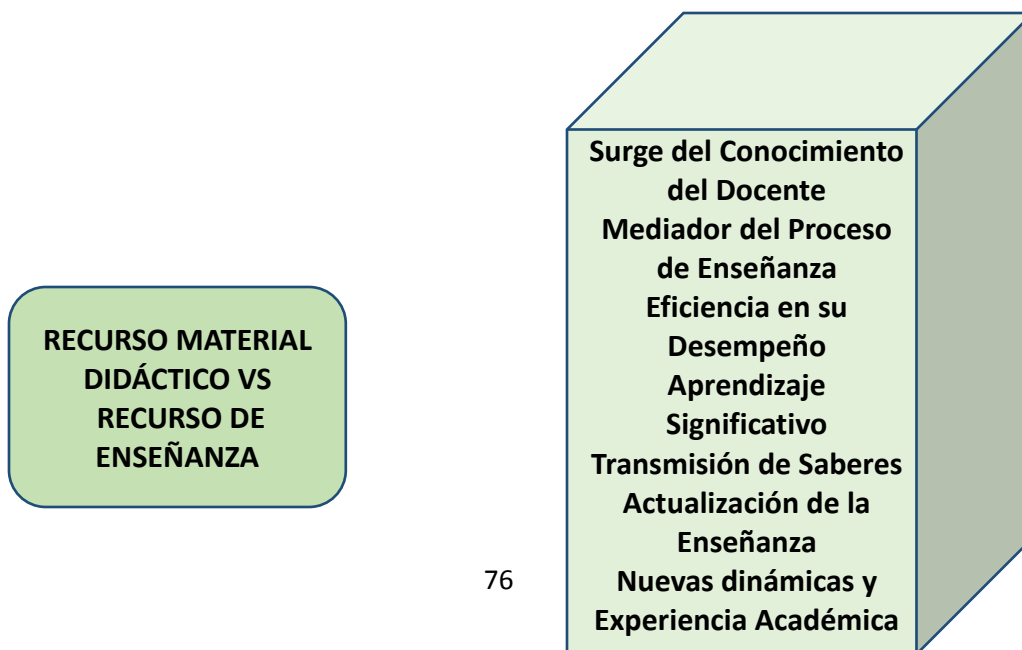 RECURSO MATERIAL
DIDÁCTICO VS
RECURSO DE
ENSEÑANZA
Surge del Conocimiento
del Docente
Mediador del Proceso
de Enseñanza
Eficiencia en su
Desempeño
Aprendizaje
Significativo
Transmisión de Saberes
Actualización de la
Enseñanza
Nuevas dinámicas y
Experiencia Académica
76